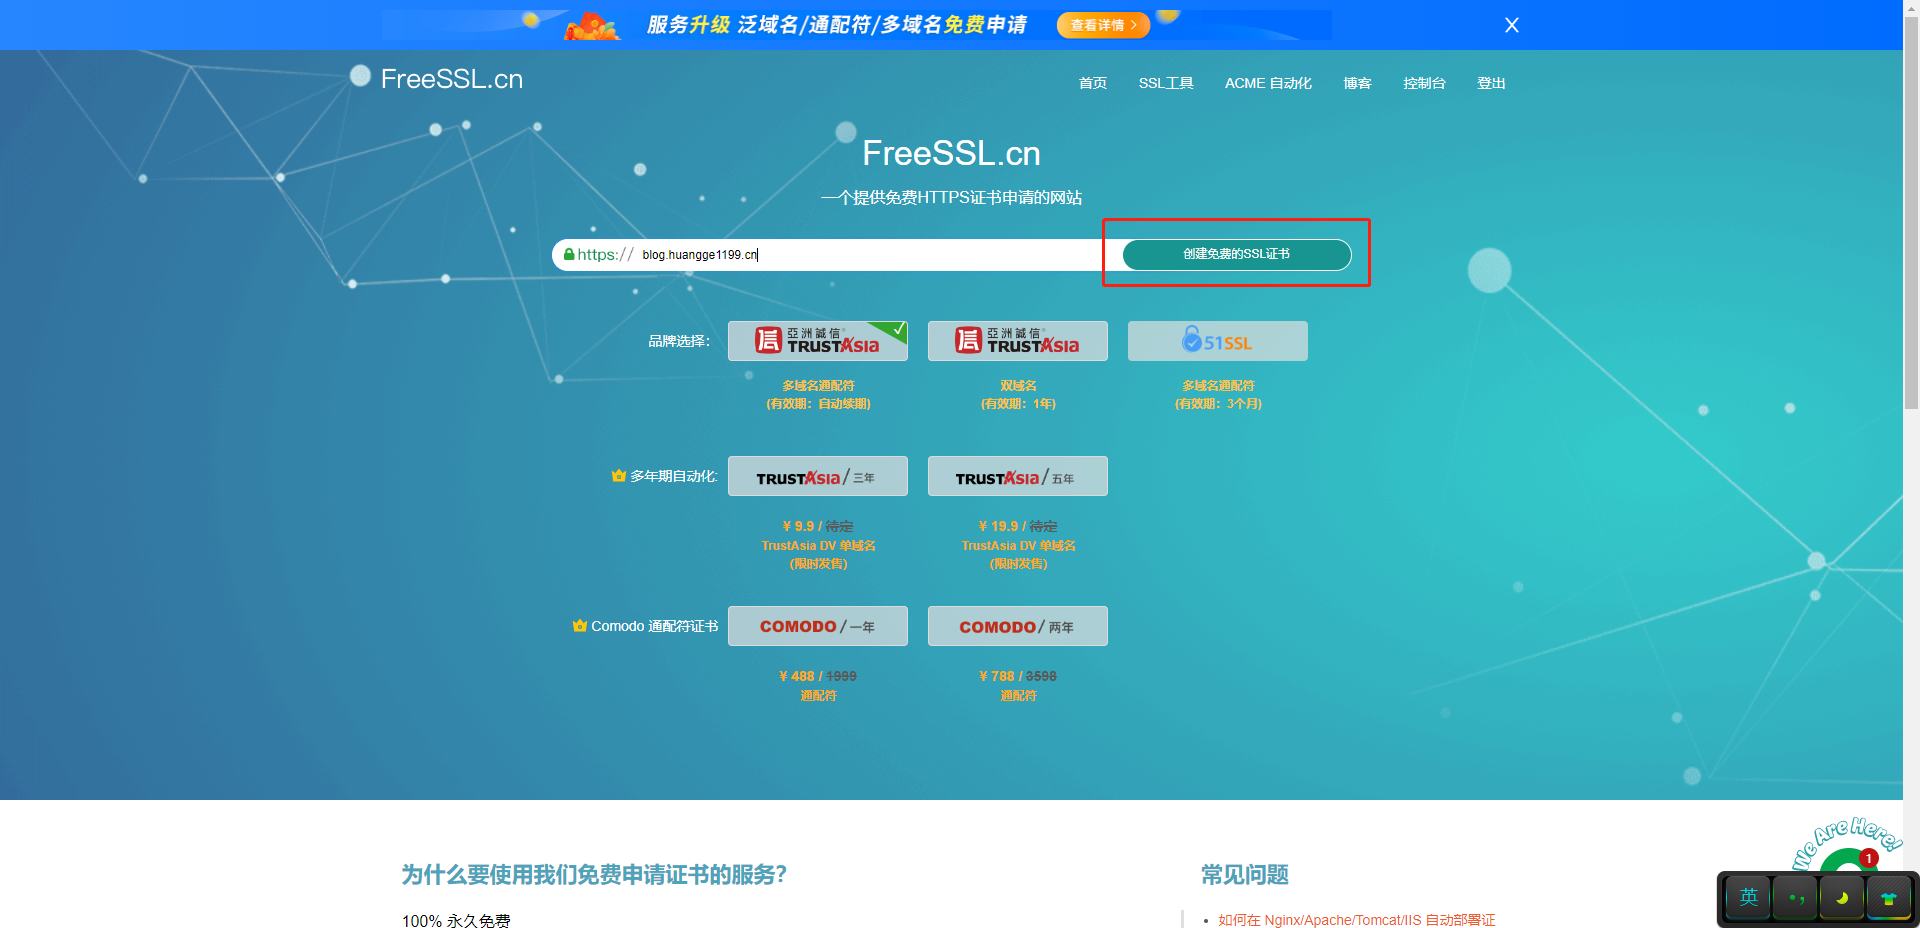 服务升级 泛域名/通配符/多域名免费申请
查看详情 >
X
FreeSSL.cn
首页 SSL工具 ACME 自动化 博客 控制台 登出
FreeSSL.cn
一个提供免费HTTPS证书申请的网站
https:// blog.huangge1199.cn 创建免费的SSL证书
品牌选择：
亞洲誠信® TRUSTAsia
亞洲誠信® TRUSTAsia
51SSL
多域名通配符
(有效期：自动续期)
双域名
(有效期：1年)
多域名通配符
(有效期：3个月)
多年期自动化:
TRUSTAsia/三年
TRUSTAsia/五年
¥ 9.9 / 待定
TrustAsia DV 单域名
(限时发售)
¥ 19.9 / 待定
TrustAsia DV 单域名
(限时发售)
Comodo 通配符证书
COMODO/一年
COMODO/两年
¥ 488 / 1999
通配符
¥ 788 / 3598
通配符
为什么要使用我们免费申请证书的服务?
100% 永久免费
常见问题
• 如何在 Nginx/Apache/Tomcat/IIS 自动部署证
We Are Here!
1
英